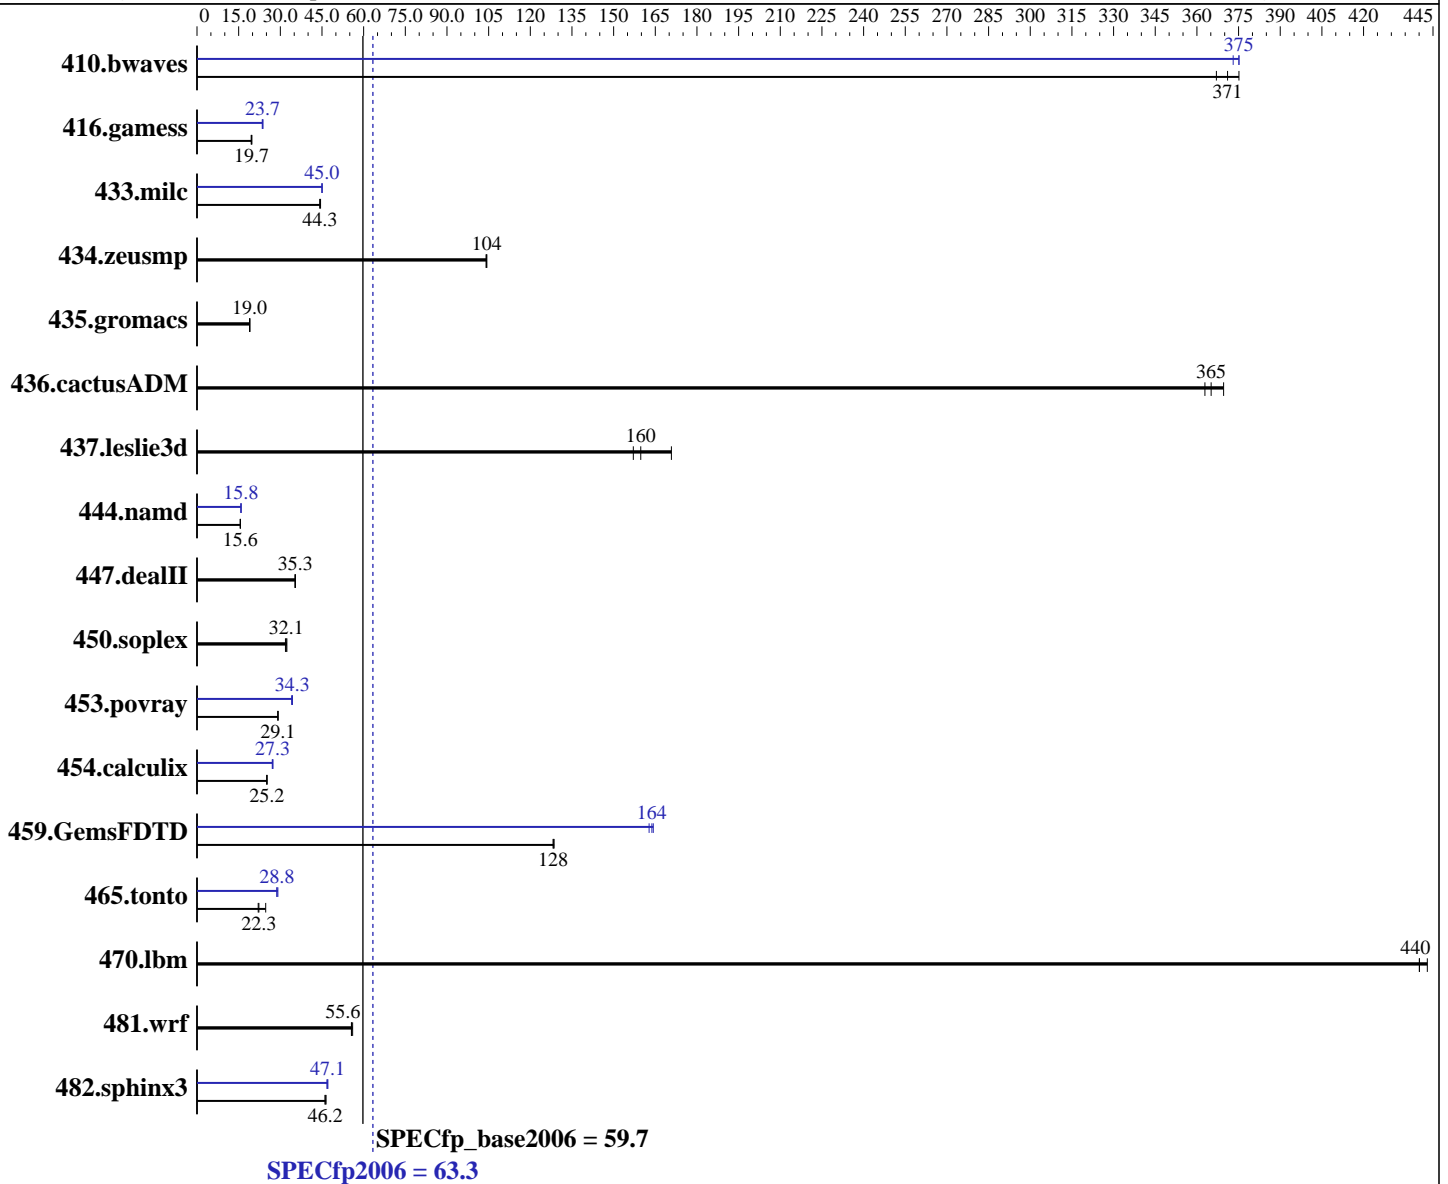 0 15.0 30.0 45.0 60.0 75.0 90.0 105 120 135 150 165 180 195 210 225 240 255 270 285 300 315 330 345 360 375 390 405 420 445
410.bwaves
375
371
416.gamess
23.7
19.7
433.milc
45.0
44.3
434.zeusmp
104
435.gromacs
19.0
436.cactusADM
365
437.leslie3d
160
444.namd
15.8
15.6
447.dealII
35.3
450.soplex
32.1
453.povray
34.3
29.1
454.calculix
27.3
25.2
459.GemsFDTD
164
128
465.tonto
28.8
22.3
470.lbm
440
481.wrf
55.6
482.sphinx3
47.1
46.2
SPECfp_base2006 = 59.7
SPECfp2006 = 63.3